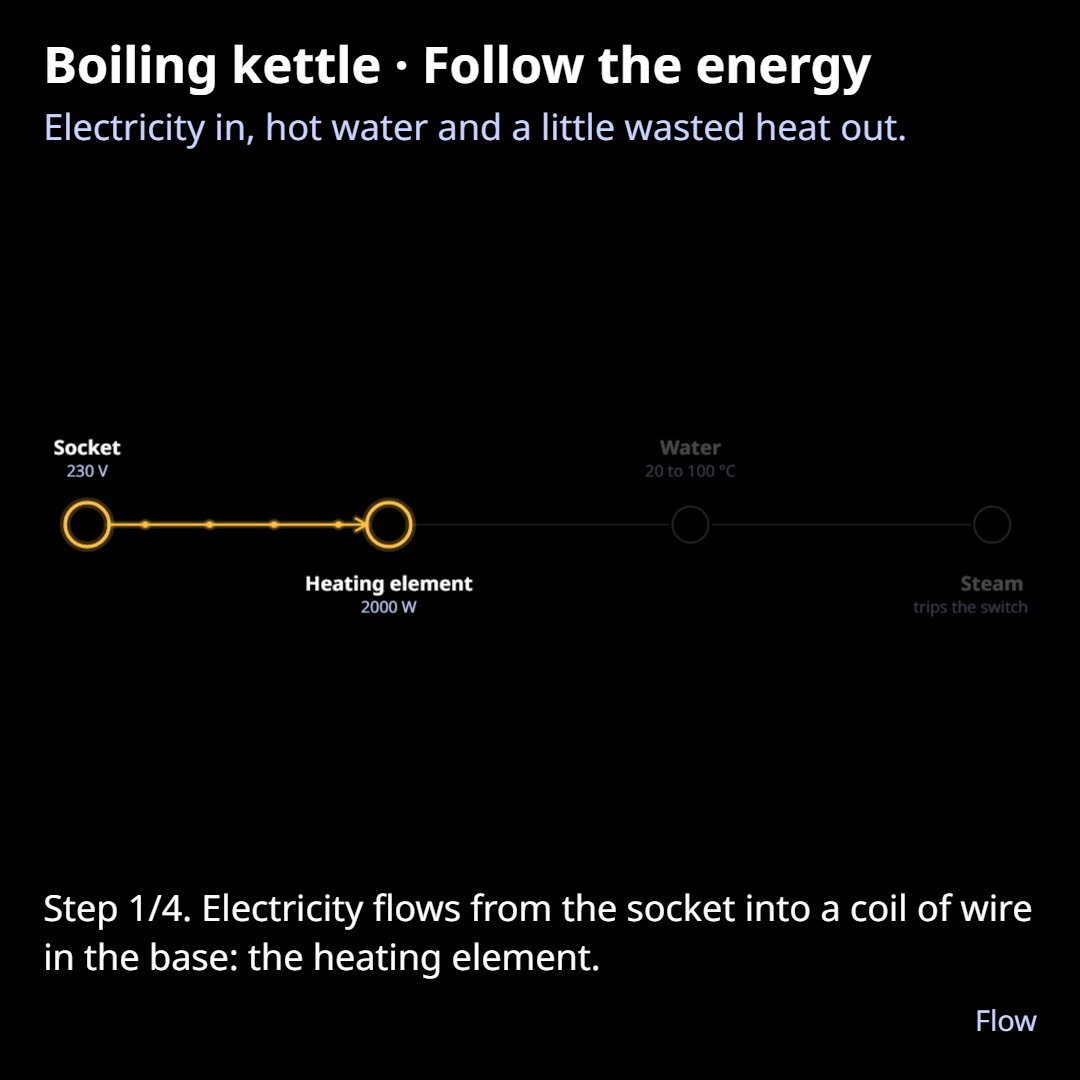 Boiling kettle · Follow the energy
Electricity in, hot water and a little wasted heat out.
Socket
230 V
Water
20 to 100 °C
Heating element
2000 W
Steam
trips the switch
Step 1/4. Electricity flows from the socket into a coil of wire
in the base: the heating element.
Flow